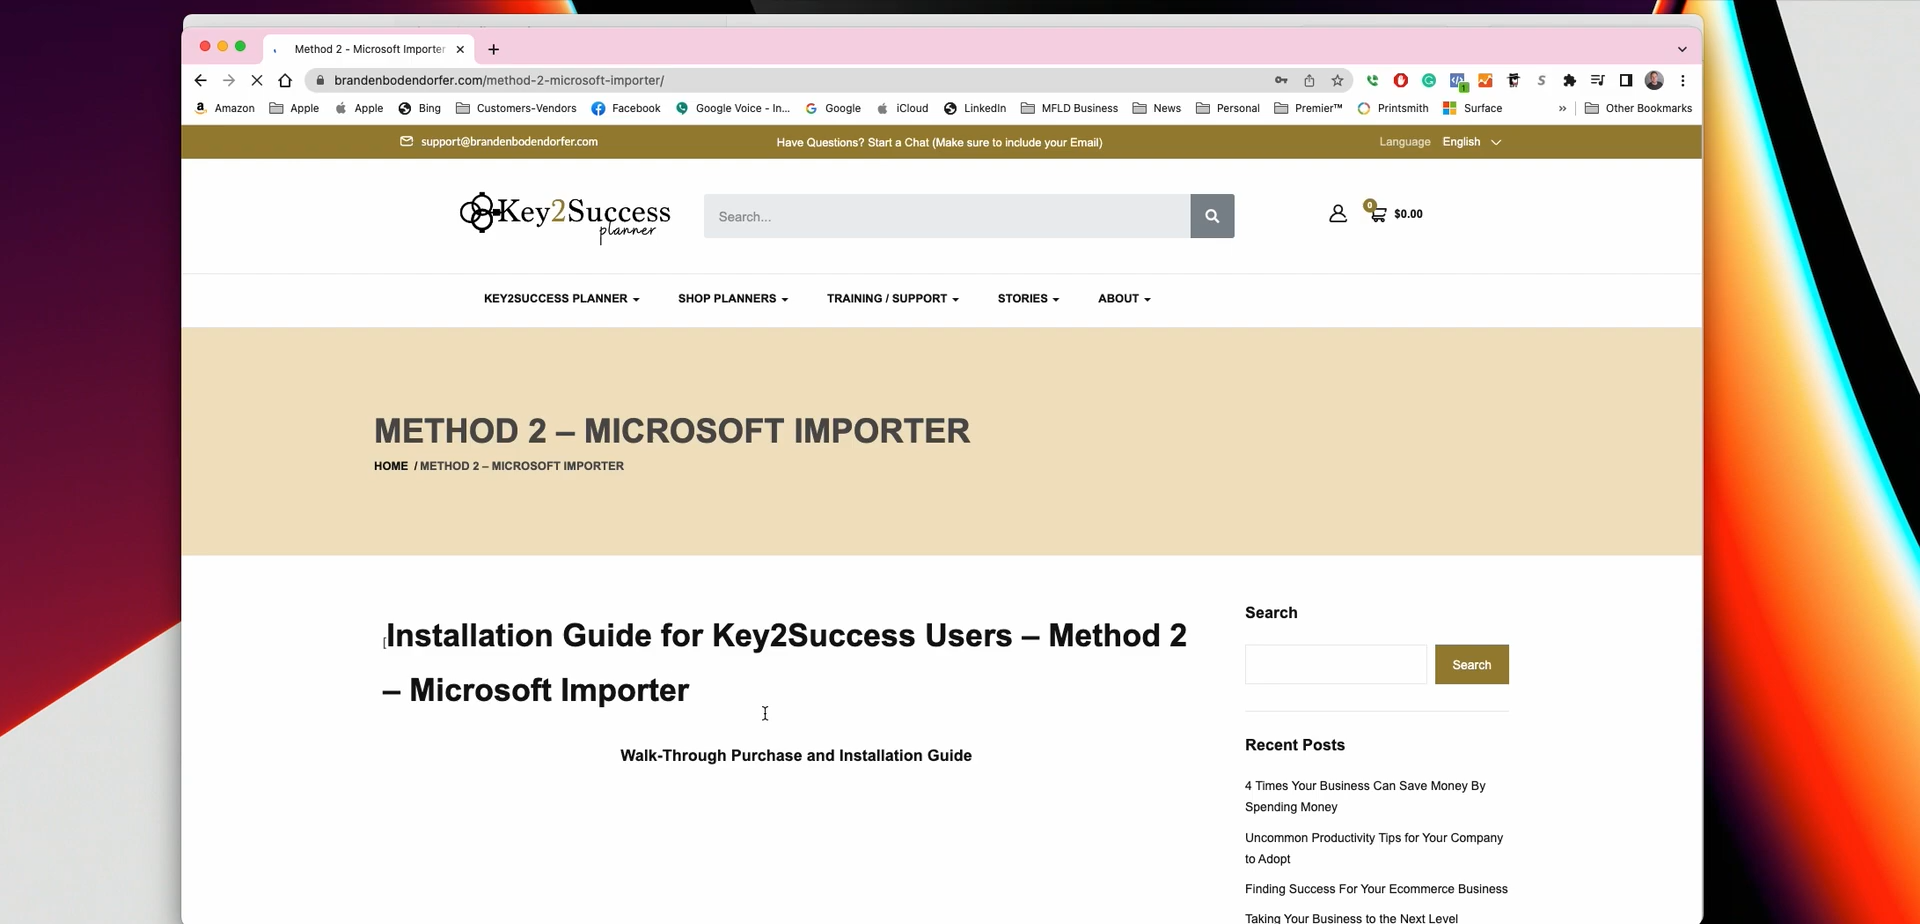 Method 2 - Microsoft Importer
brandenbodendorfer.com/method-2-microsoft-importer/
1
Amazon Apple Apple Bing Customers-Vendors Facebook Google Voice - In... Google iCloud LinkedIn MFLD Business News Personal Premier™ Printsmith Surface » Other Bookmarks
support@brandenbodendorfer.com Have Questions? Start a Chat (Make sure to include your Email) Language English
Key2Success
planner
Search...
0 $0.00
KEY2SUCCESS PLANNER SHOP PLANNERS TRAINING / SUPPORT STORIES ABOUT
METHOD 2 – MICROSOFT IMPORTER
HOME / METHOD 2 – MICROSOFT IMPORTER
[Installation Guide for Key2Success Users – Method 2
– Microsoft Importer
Walk-Through Purchase and Installation Guide
Search
Search
Recent Posts
4 Times Your Business Can Save Money By
Spending Money
Uncommon Productivity Tips for Your Company
to Adopt
Finding Success For Your Ecommerce Business
Taking Your Business to the Next Level